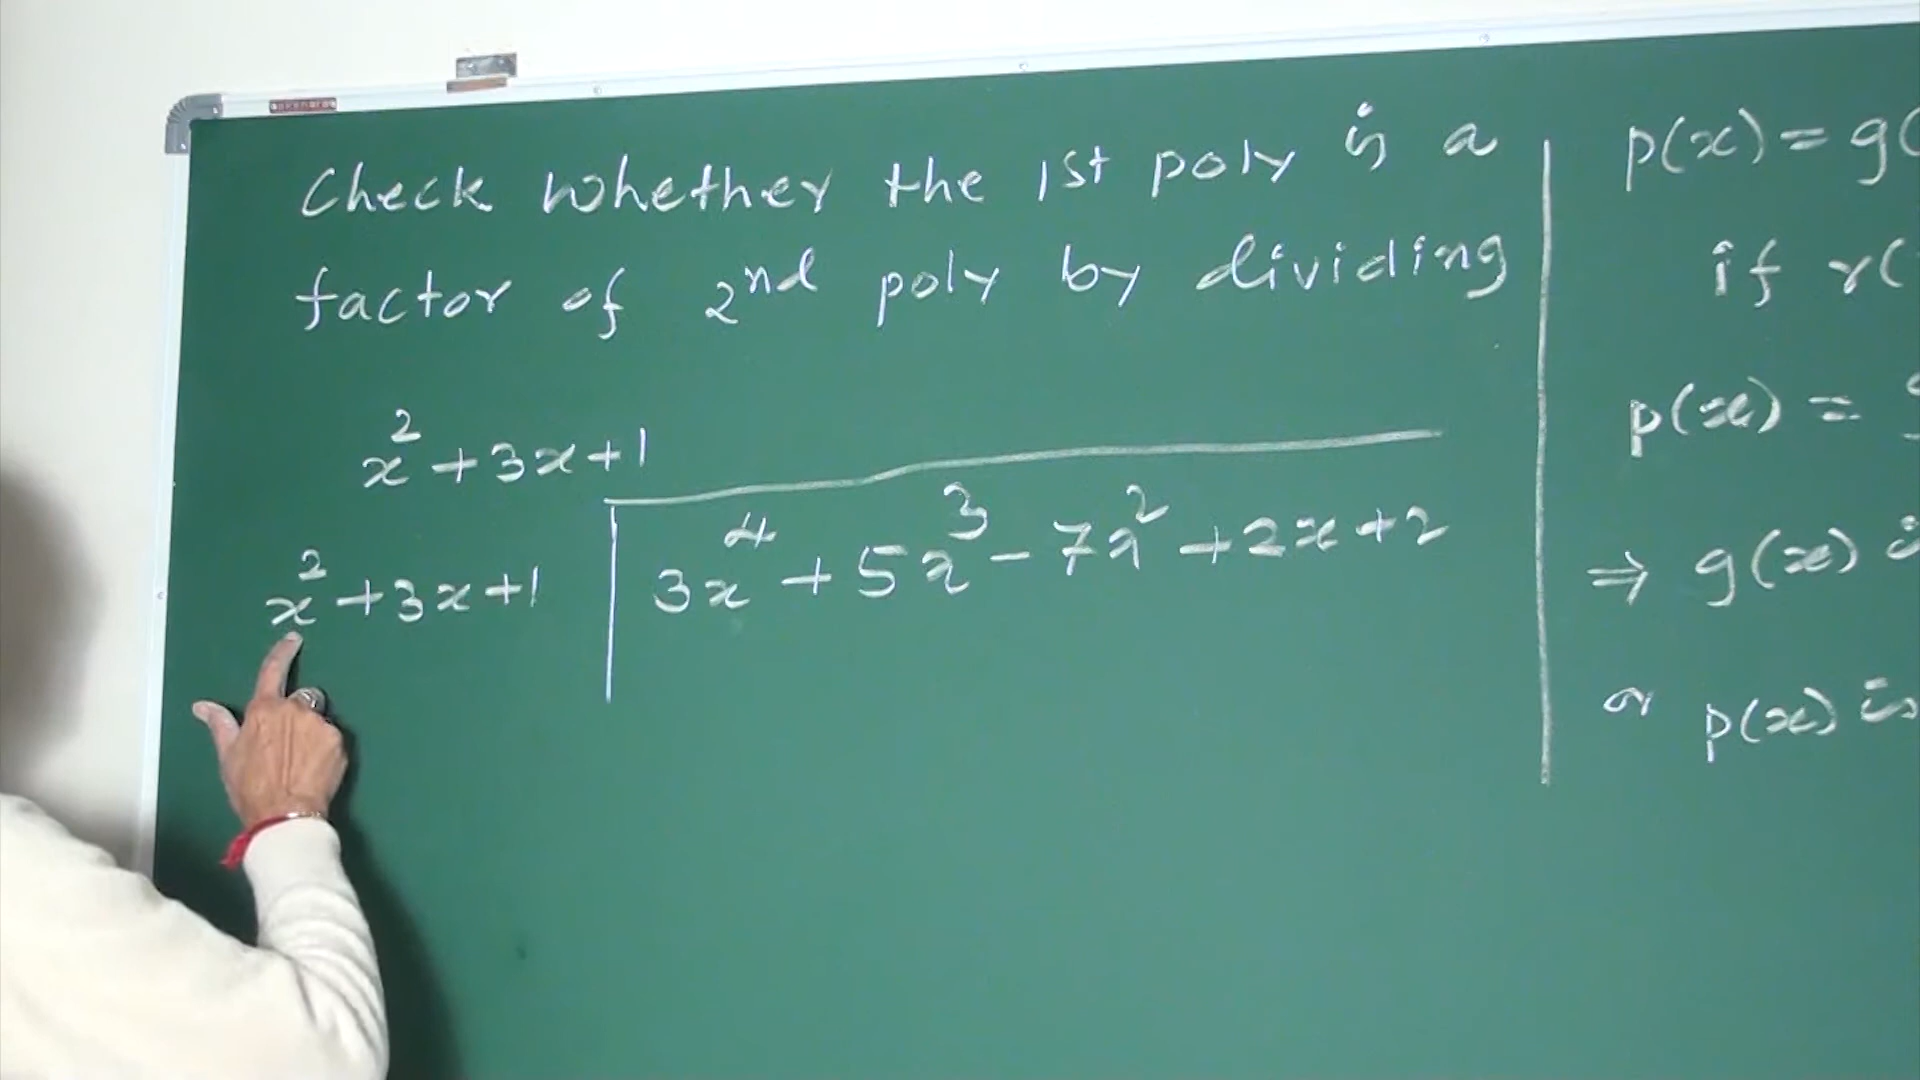 Check whether the 1st poly is a
factor of 2nd poly by dividing
x² + 3x + 1
x² + 3x + 1 3x⁴ + 5x³ - 7x² + 2x + 2
p(x) = g(
if r(
p(x) =
⇒ g(x) i
or p(x) is